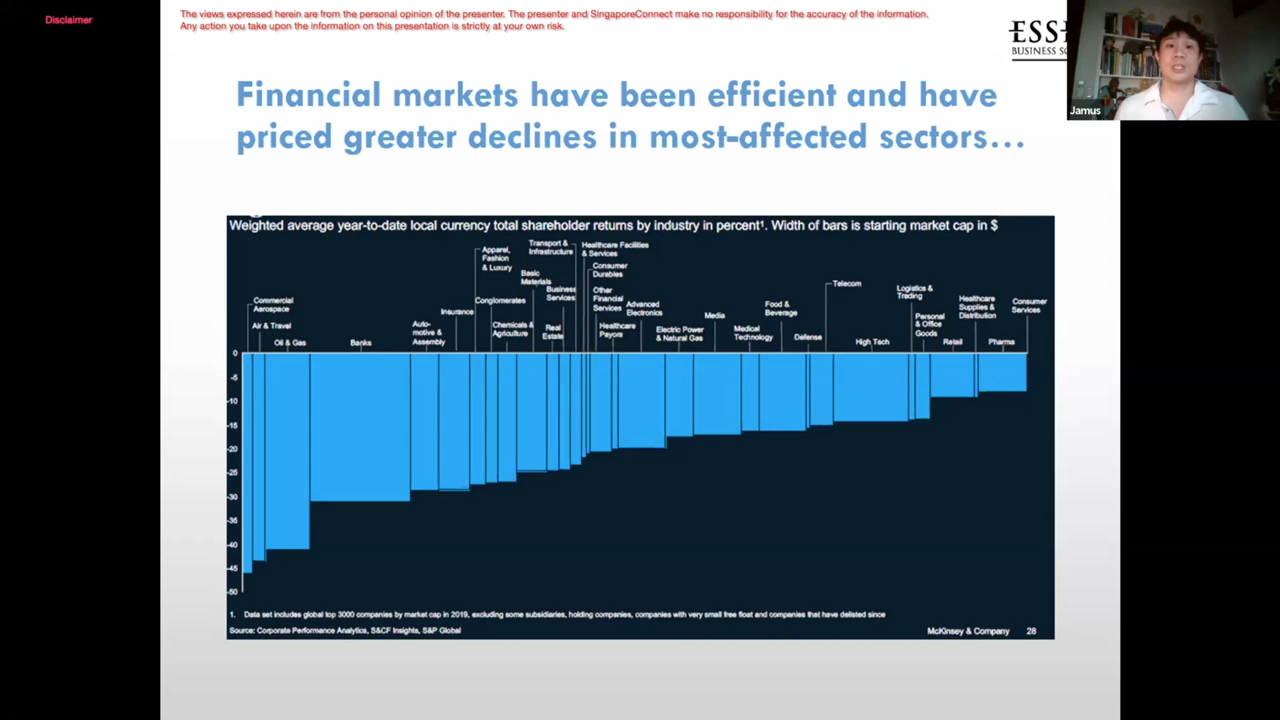 Disclaimer
The views expressed herein are from the personal opinion of the presenter. The presenter and SingaporeConnect make no responsibility for the accuracy of the information.
Any action you take upon the information on this presentation is strictly at your own risk.
BUSINESS
Jamus
Financial markets have been efficient and have
priced greater declines in most-affected sectors…
Weighted average year-to-date local currency total shareholder returns by industry in percent¹. Width of bars is starting market cap in $
Commercial
Aerospace
Air & Travel
Oil & Gas
Banks
Auto-
motive &
Assembly
Insurance
Apparel,
Fashion
& Luxury
Conglomerates
Chemicals &
Agriculture
Basic
Materials
Transport &
Infrastructure
Business
Services
Real
Estate
Healthcare Facilities
& Services
Consumer
Durables
Other
Financial
Services
Healthcare
Payors
Advanced
Electronics
Electric Power
& Natural Gas
Media
Medical
Technology
Food &
Beverage
Defense
Telecom
High Tech
Logistics &
Trading
Personal
& Office
Goods
Retail
Healthcare
Supplies &
Distribution
Pharma
Consumer
Services
0
-5
-10
-15
-20
-25
-30
-35
-40
-45
-50
1. Data set includes global top 3000 companies by market cap in 2019, excluding some subsidiaries, holding companies, companies with very small free float and companies that have delisted since
Source: Corporate Performance Analytics, S&CF Insights, S&P Global
McKinsey & Company 28